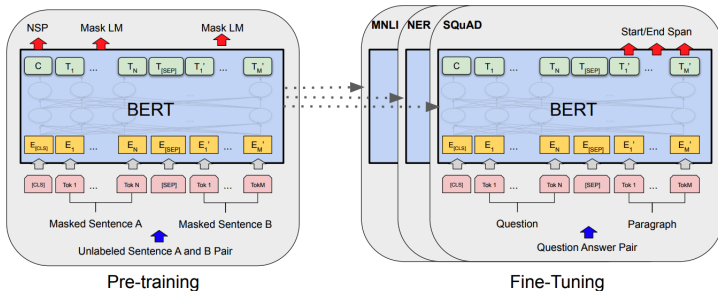 NSP Mask LM Mask LM
C T1 ... TN T[SEP] T1' ... TM'
BERT
E[CLS] E1 ... EN E[SEP] E1' ... EM'
[CLS] Tok 1 ... Tok N [SEP] Tok 1 ... TokM
Masked Sentence A Masked Sentence B
Unlabeled Sentence A and B Pair
Pre-training
MNLI NER SQuAD
Start/End Span
C T1 ... TN T[SEP] T1' ... TM'
BERT
E[CLS] E1 ... EN E[SEP] E1' ... EM'
[CLS] Tok 1 ... Tok N [SEP] Tok 1 ... TokM
Question Paragraph
Question Answer Pair
Fine-Tuning